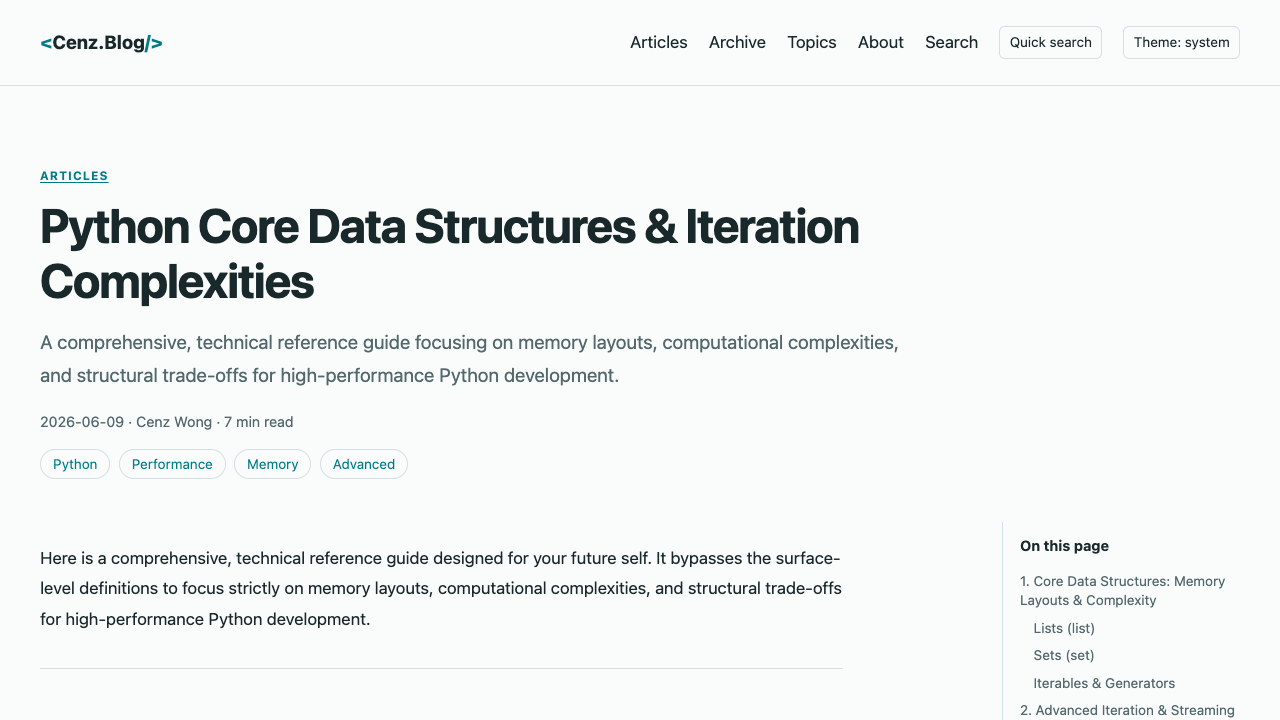 <Cenz.Blog/>
Articles Archive Topics About Search Quick search Theme: system
ARTICLES
Python Core Data Structures & Iteration
Complexities
A comprehensive, technical reference guide focusing on memory layouts, computational complexities,
and structural trade-offs for high-performance Python development.
2026-06-09 · Cenz Wong · 7 min read
Python Performance Memory Advanced
Here is a comprehensive, technical reference guide designed for your future self. It bypasses the surface-
level definitions to focus strictly on memory layouts, computational complexities, and structural trade-offs
for high-performance Python development.
On this page
1. Core Data Structures: Memory
Layouts & Complexity
Lists (list)
Sets (set)
Iterables & Generators
2. Advanced Iteration & Streaming